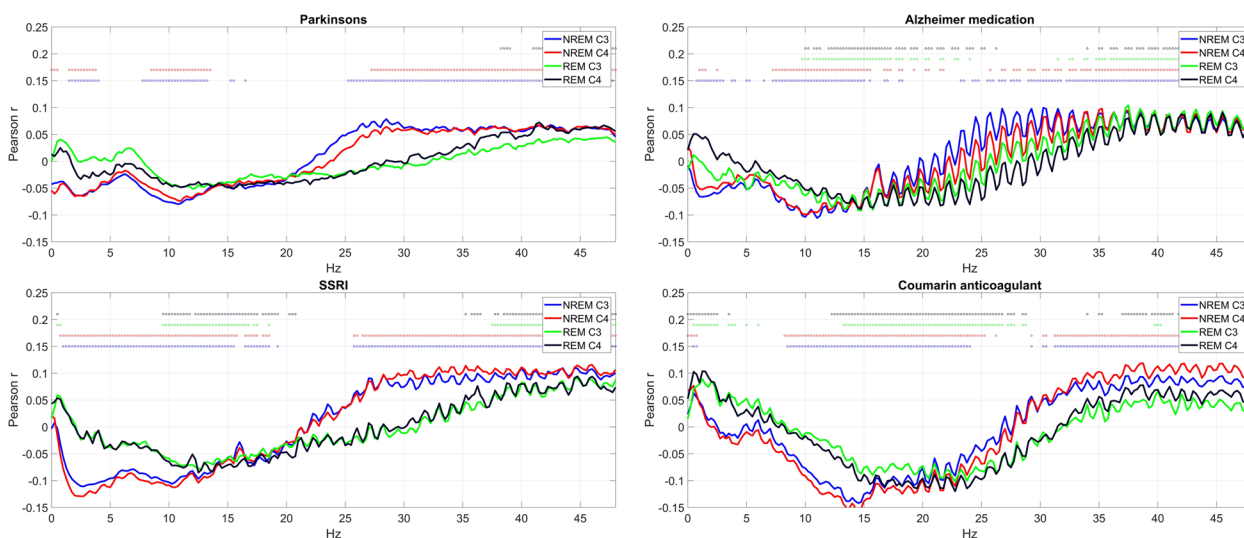 Parkinsons
0.25
0.2
0.15
0.1
0.05
0
-0.05
-0.1
-0.15
Pearson r
0 5 10 15 20 25 30 35 40 45
Hz
NREM C3
NREM C4
REM C3
REM C4
Alzheimer medication
0.25
0.2
0.15
0.1
0.05
0
-0.05
-0.1
-0.15
Pearson r
0 5 10 15 20 25 30 35 40 45
Hz
NREM C3
NREM C4
REM C3
REM C4
SSRI
0.25
0.2
0.15
0.1
0.05
0
-0.05
-0.1
-0.15
Pearson r
0 5 10 15 20 25 30 35 40 45
Hz
NREM C3
NREM C4
REM C3
REM C4
Coumarin anticoagulant
0.25
0.2
0.15
0.1
0.05
0
-0.05
-0.1
-0.15
Pearson r
0 5 10 15 20 25 30 35 40 45
Hz
NREM C3
NREM C4
REM C3
REM C4